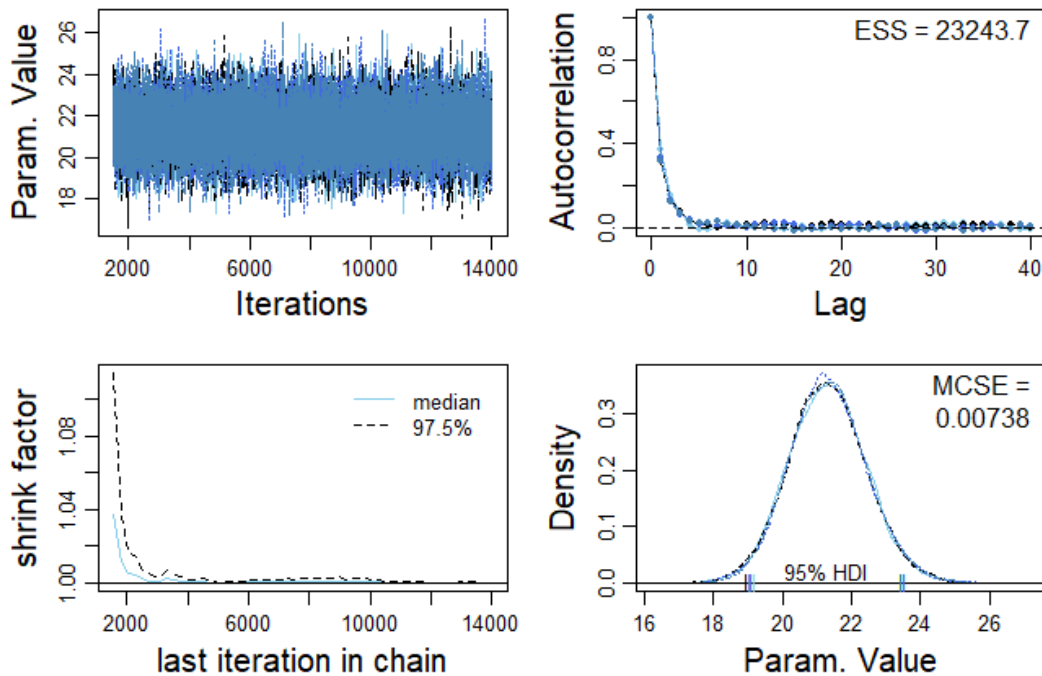 Param. Value
18 20 22 24 26
2000 6000 10000 14000
Iterations
Autocorrelation
0.0 0.4 0.8
ESS = 23243.7
0 10 20 30 40
Lag
shrink factor
1.00 1.04 1.08
median
97.5%
2000 6000 10000 14000
last iteration in chain
Density
0.0 0.1 0.2 0.3
MCSE =
0.00738
95% HDI
16 18 20 22 24 26
Param. Value